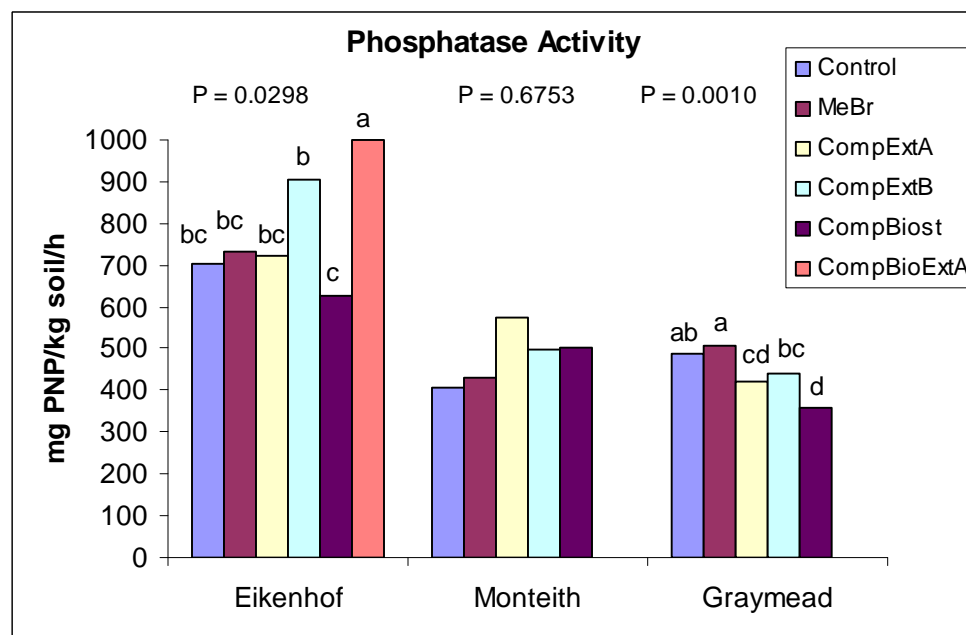 Phosphatase Activity
P = 0.0298
P = 0.6753
P = 0.0010
Control
MeBr
CompExtA
CompExtB
CompBiost
CompBioExtA
mg PNP/kg soil/h
1000
900
800
700
600
500
400
300
200
100
0
bc
bc
bc
b
c
a
ab
a
cd
bc
d
Eikenhof
Monteith
Graymead